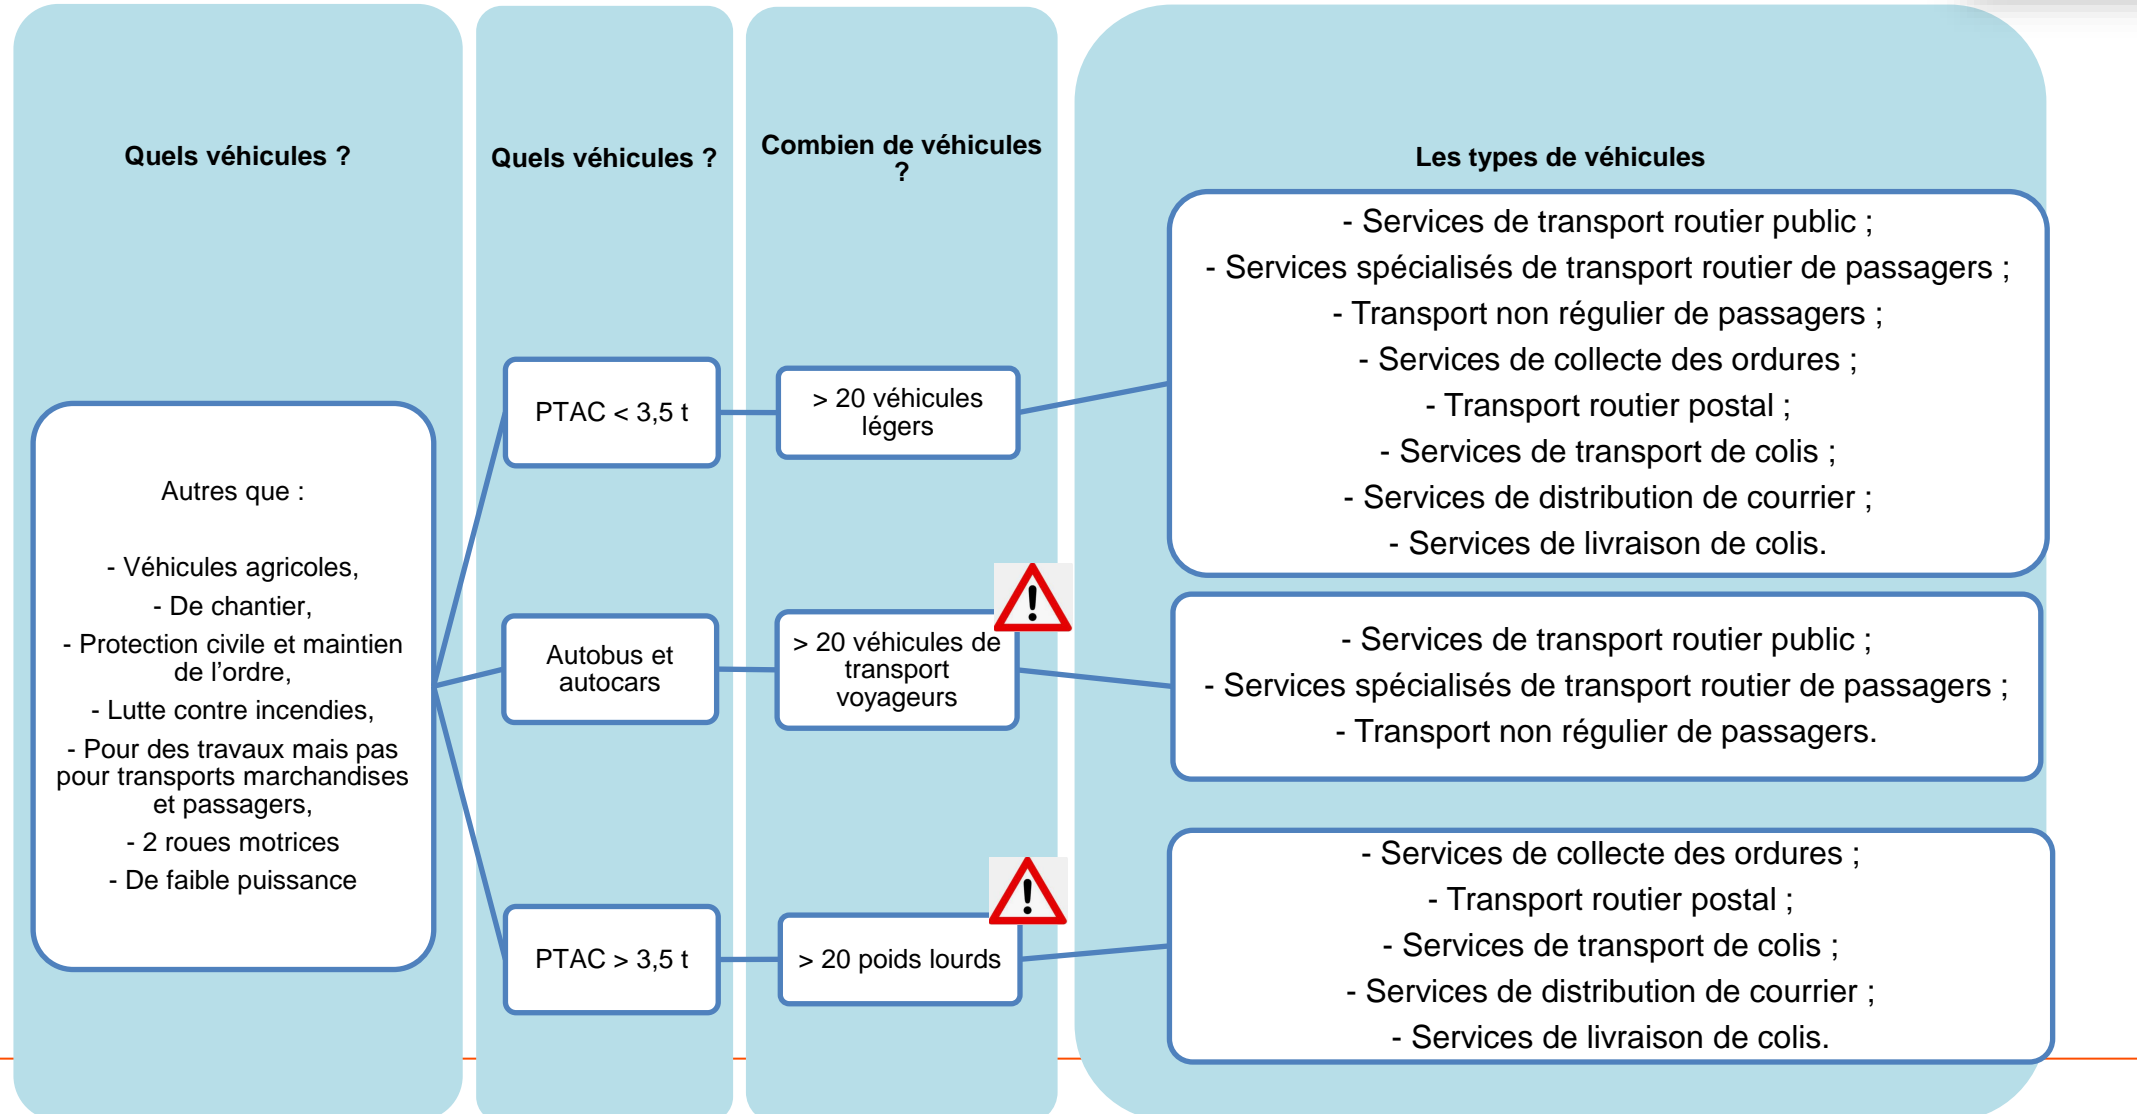 Quels véhicules ?
Autres que :
- Véhicules agricoles,
- De chantier,
- Protection civile et maintien
de l'ordre,
- Lutte contre incendies,
- Pour des travaux mais pas
pour transports marchandises
et passagers,
- 2 roues motrices
- De faible puissance
Quels véhicules ?
PTAC < 3,5 t
Autobus et
autocars
PTAC > 3,5 t
Combien de véhicules
?
> 20 véhicules
légers
> 20 véhicules de
transport
voyageurs
> 20 poids lourds
Les types de véhicules
- Services de transport routier public ;
- Services spécialisés de transport routier de passagers ;
- Transport non régulier de passagers ;
- Services de collecte des ordures ;
- Transport routier postal ;
- Services de transport de colis ;
- Services de distribution de courrier ;
- Services de livraison de colis.
- Services de transport routier public ;
- Services spécialisés de transport routier de passagers ;
- Transport non régulier de passagers.
- Services de collecte des ordures ;
- Transport routier postal ;
- Services de transport de colis ;
- Services de distribution de courrier ;
- Services de livraison de colis.